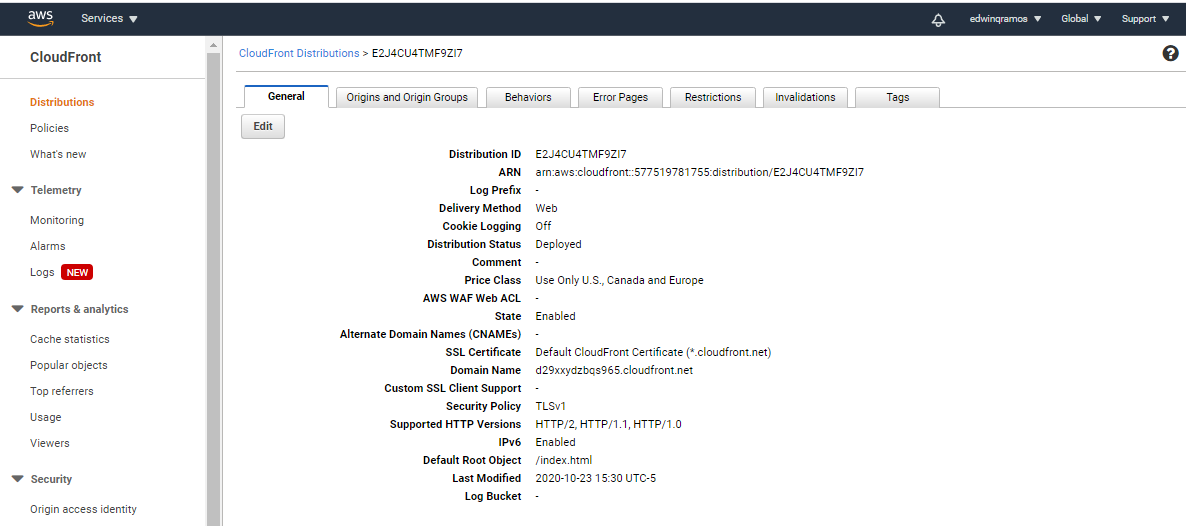 aws Services edwinqramos Global Support
CloudFront
Distributions
Policies
What's new
Telemetry
Monitoring
Alarms
Logs NEW
Reports & analytics
Cache statistics
Popular objects
Top referrers
Usage
Viewers
Security
Origin access identity
CloudFront Distributions > E2J4CU4TMF9ZI7
General Origins and Origin Groups Behaviors Error Pages Restrictions Invalidations Tags
Edit
Distribution ID E2J4CU4TMF9ZI7
ARN arn:aws:cloudfront::577519781755:distribution/E2J4CU4TMF9ZI7
Log Prefix -
Delivery Method Web
Cookie Logging Off
Distribution Status Deployed
Comment -
Price Class Use Only U.S., Canada and Europe
AWS WAF Web ACL -
State Enabled
Alternate Domain Names (CNAMEs) -
SSL Certificate Default CloudFront Certificate (*.cloudfront.net)
Domain Name d29xxydzbqs965.cloudfront.net
Custom SSL Client Support -
Security Policy TLSv1
Supported HTTP Versions HTTP/2, HTTP/1.1, HTTP/1.0
IPv6 Enabled
Default Root Object /index.html
Last Modified 2020-10-23 15:30 UTC-5
Log Bucket -